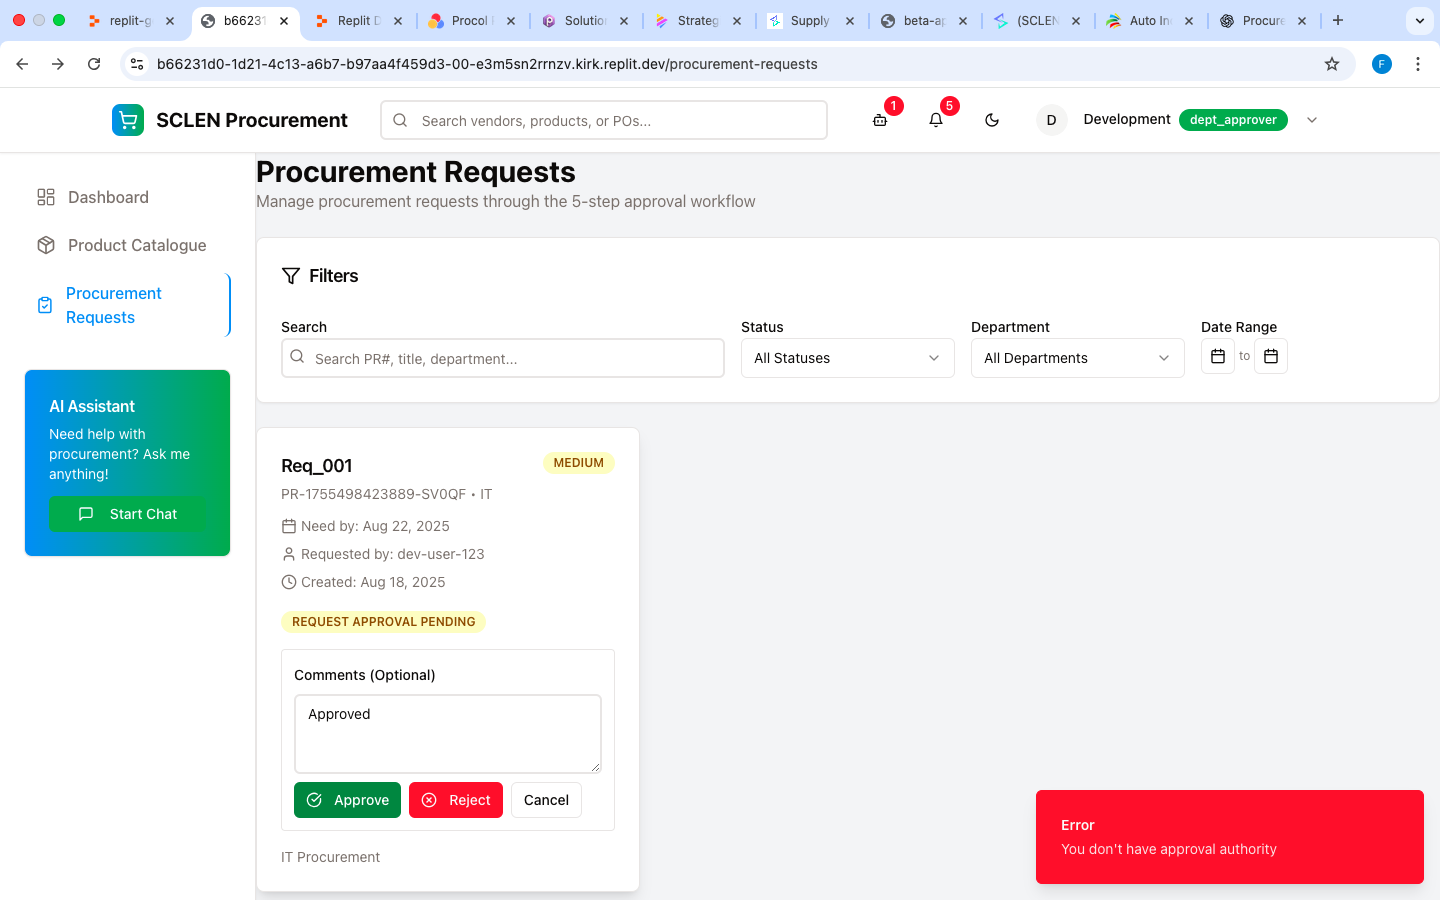 replit-g
b66231
Replit D
Procol
Solution
Strateg
Supply
beta-ap
(SCLEN
Auto In
Procure
b66231d0-1d21-4c13-a6b7-b97aa4f459d3-00-e3m5sn2rrnzv.kirk.replit.dev/procurement-requests
F
SCLEN Procurement
Search vendors, products, or POs...
1
5
D
Development
dept_approver
Dashboard
Product Catalogue
Procurement
Requests
AI Assistant
Need help with
procurement? Ask me
anything!
Start Chat
Procurement Requests
Manage procurement requests through the 5-step approval workflow
Filters
Search
Status
Department
Date Range
Search PR#, title, department...
All Statuses
All Departments
to
Req_001
MEDIUM
PR-1755498423889-SV0QF • IT
Need by: Aug 22, 2025
Requested by: dev-user-123
Created: Aug 18, 2025
REQUEST APPROVAL PENDING
Comments (Optional)
Approved
Approve
Reject
Cancel
IT Procurement
Error
You don't have approval authority